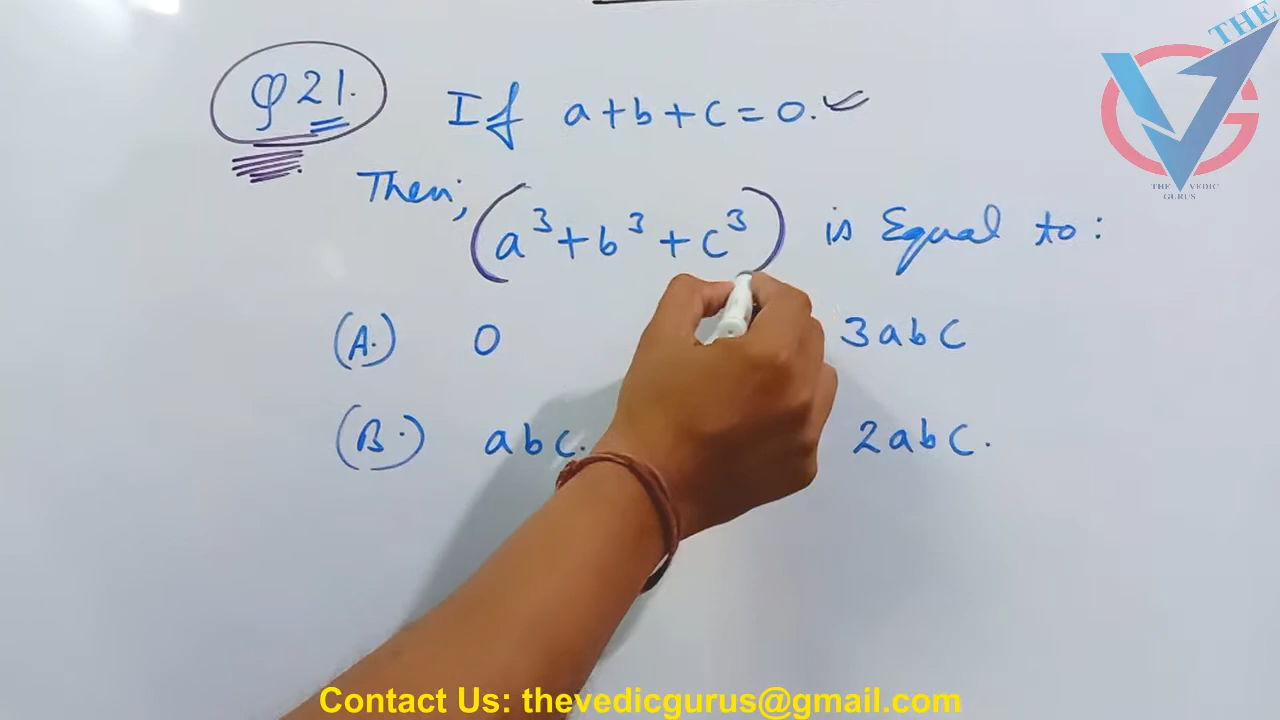 Q 21.
If a+b+c=0.
Then; (a³+b³+c³) is Equal to:
(A.) 0 3abc
(B.) abc. 2abc.
THE
THE VEDIC
GURUS
Contact Us: thevedicgurus@gmail.com